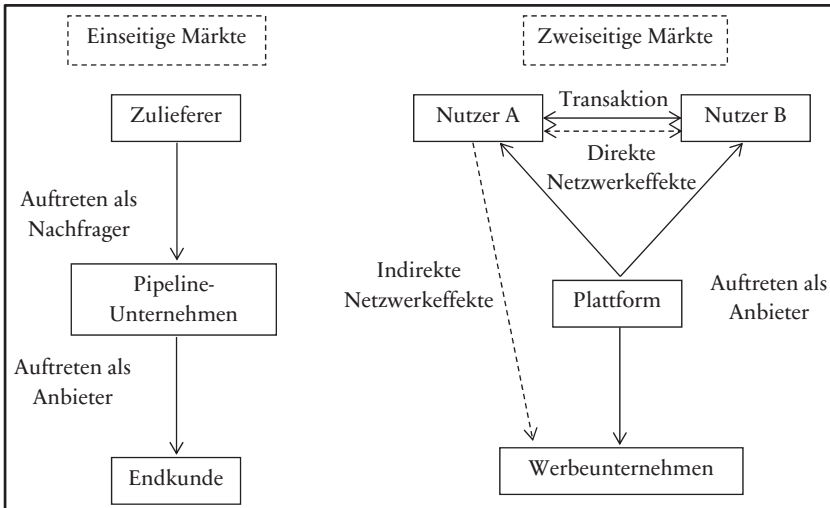 Einseitige Märkte
Zulieferer
Auftreten als
Nachfrager
Pipeline-
Unternehmen
Auftreten als
Anbieter
Endkunde
Zweiseitige Märkte
Nutzer A
Transaktion
Nutzer B
Direkte
Netzwerkeffekte
Indirekte
Netzwerkeffekte
Plattform
Auftreten als
Anbieter
Werbeunternehmen